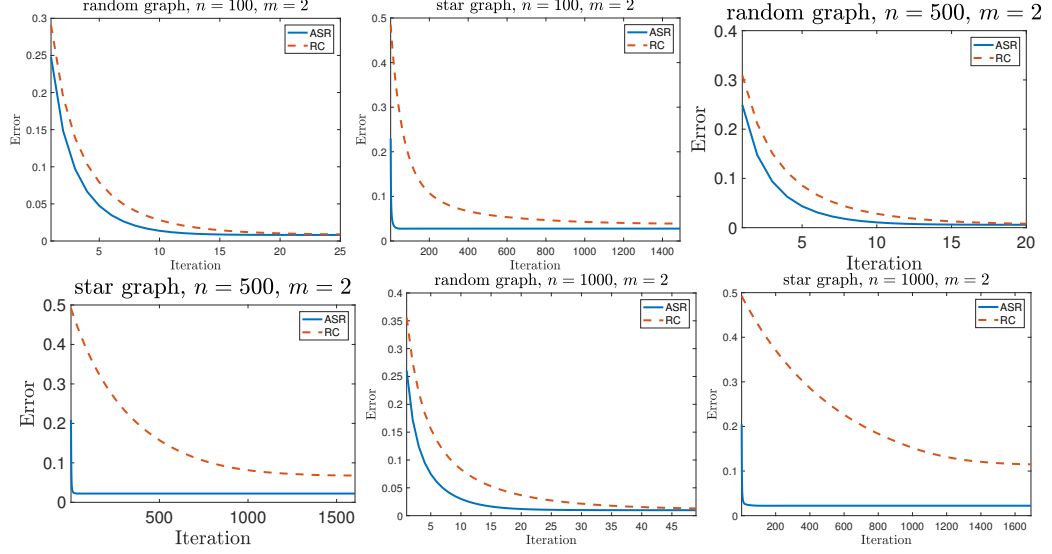 random graph, n = 100, m = 2
0.3
0.25
0.2
0.15
0.1
0.05
0
Error
ASR
RC
5 10 15 20 25
Iteration
star graph, n = 100, m = 2
0.5
0.4
0.3
0.2
0.1
0
Error
ASR
RC
200 400 600 800 1000 1200 1400
Iteration
random graph, n = 500, m = 2
0.4
0.3
0.2
0.1
0
Error
ASR
RC
5 10 15 20
Iteration
star graph, n = 500, m = 2
0.5
0.4
0.3
0.2
0.1
0
Error
ASR
RC
500 1000 1500
Iteration
random graph, n = 1000, m = 2
0.4
0.35
0.3
0.25
0.2
0.15
0.1
0.05
0
Error
ASR
RC
5 10 15 20 25 30 35 40 45
Iteration
star graph, n = 1000, m = 2
0.5
0.4
0.3
0.2
0.1
0
Error
ASR
RC
200 400 600 800 1000 1200 1400 1600
Iteration